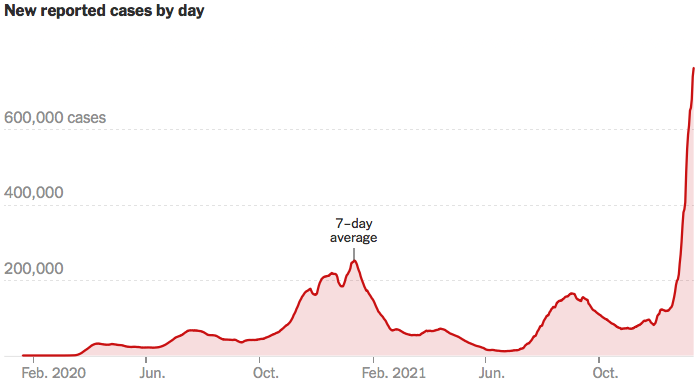 New reported cases by day
600,000 cases
400,000
7–day
average
200,000
Feb. 2020 Jun. Oct. Feb. 2021 Jun. Oct.